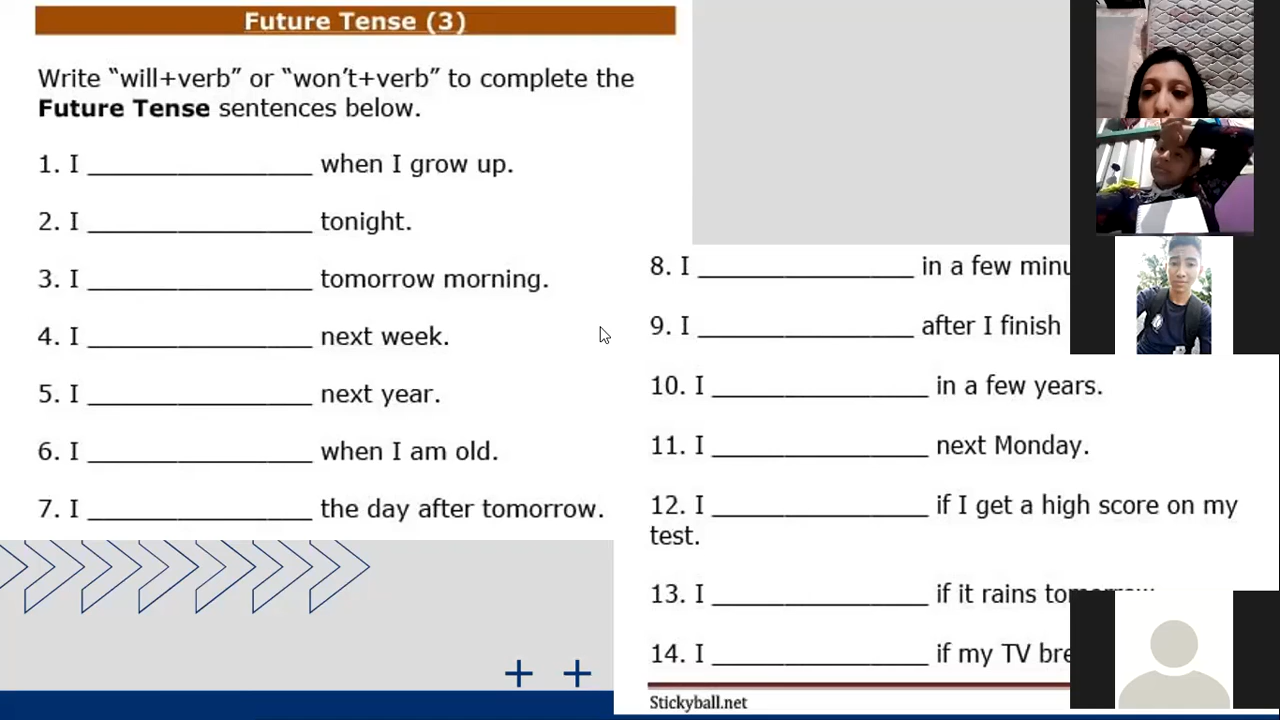 Future Tense (3)
Write “will+verb” or “won’t+verb” to complete the
Future Tense sentences below.
1. I ________________ when I grow up.
2. I ________________ tonight.
3. I ________________ tomorrow morning.
4. I ________________ next week.
5. I ________________ next year.
6. I ________________ when I am old.
7. I ________________ the day after tomorrow.
8. I ________________ in a few
9. I ________________ after I finish
10. I ________________ in a few years.
11. I ________________ next Monday.
12. I ________________ if I get a high score on my
test.
13. I ________________ if it rains
14. I ________________ if my TV
Stickyball.net